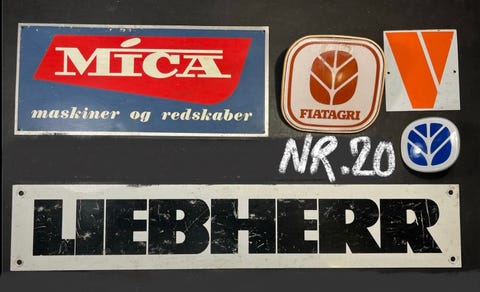 MICA
maskiner og redskaber
FIATAGRI
V
NR.20
LIEBHERR